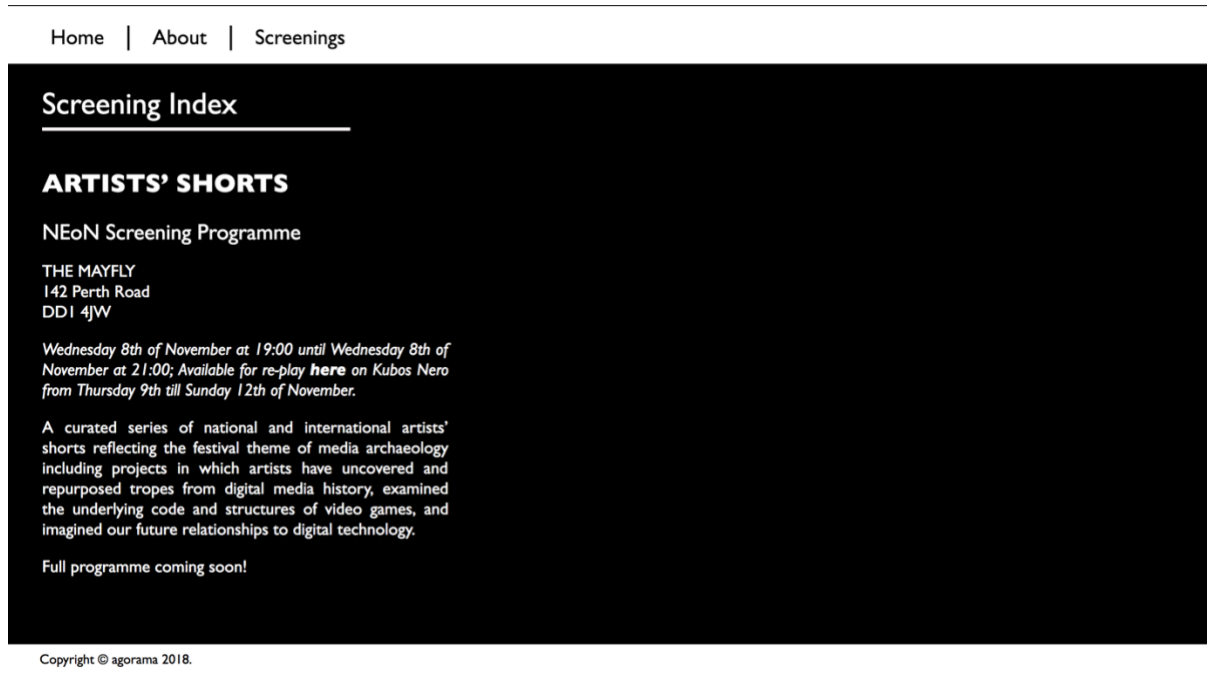 Home | About | Screenings
Screening Index
ARTISTS’ SHORTS
NEoN Screening Programme
THE MAYFLY
142 Perth Road
DD1 4JW
Wednesday 8th of November at 19:00 until Wednesday 8th of
November at 21:00; Available for re-play here on Kubos Nero
from Thursday 9th till Sunday 12th of November.
A curated series of national and international artists’
shorts reflecting the festival theme of media archaeology
including projects in which artists have uncovered and
repurposed tropes from digital media history, examined
the underlying code and structures of video games, and
imagined our future relationships to digital technology.
Full programme coming soon!
Copyright © agorama 2018.